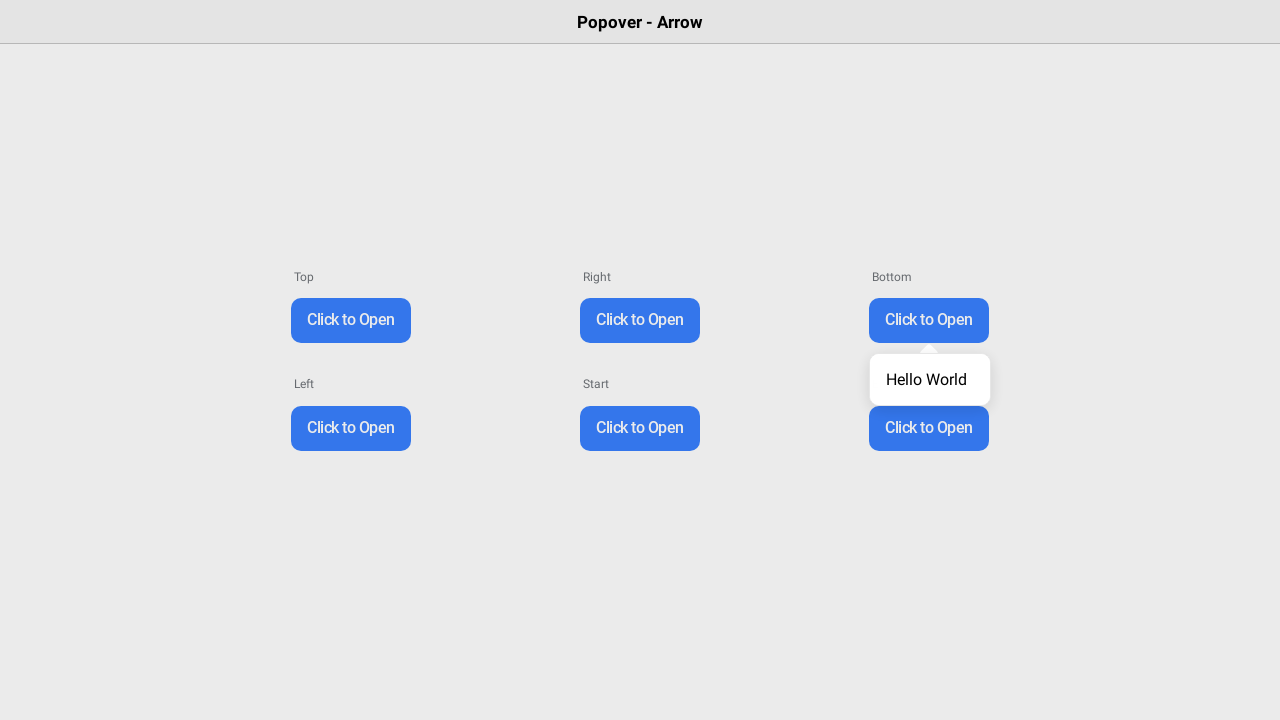 Popover - Arrow
Top
Right
Bottom
Click to Open
Click to Open
Click to Open
Hello World
Left
Start
Click to Open
Click to Open
Click to Open